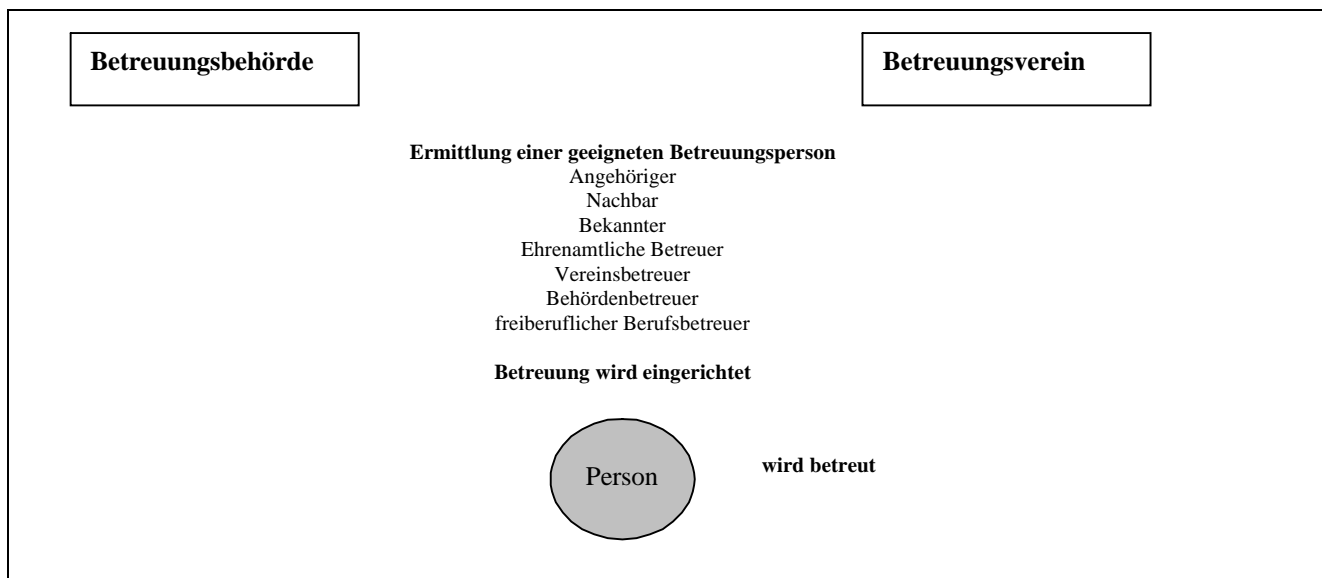 Betreuungsbehörde
Betreuungsverein
Ermittlung einer geeigneten Betreuungsperson
Angehöriger
Nachbar
Bekannter
Ehrenamtliche Betreuer
Vereinsbetreuer
Behördenbetreuer
freiberuflicher Berufsbetreuer
Betreuung wird eingerichtet
Person
wird betreut